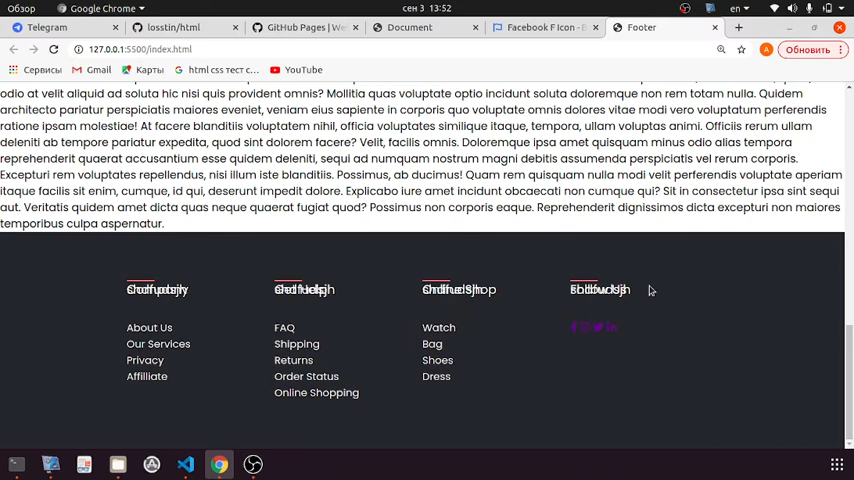 Обзор
Google Chrome
сен 3 13:52
en
Telegram
losstin/html
GitHub Pages | We
Document
Facebook F Icon - B
Footer
127.0.0.1:5500/index.html
Обновить
Сервисы
Gmail
Карты
html css тест с…
YouTube
odio at velit aliquid ad soluta hic nisi quis provident omnis? Mollitia quas voluptate optio incidunt soluta doloremque non rem totam nulla. Quidem
architecto pariatur perspiciatis maiores eveniet, veniam eius sapiente in corporis quo voluptate omnis dolores vitae modi vero voluptatum perferendis
ratione ipsam molestiae! At facere blanditiis voluptatem nihil, officia voluptates similique itaque, tempora, ullam voluptas animi. Officiis rerum ullam
deleniti ab tempore pariatur expedita, quod sint dolorem facere? Velit, facilis omnis. Doloremque ipsa amet quisquam minus odio alias tempora
reprehenderit quaerat accusantium esse quidem deleniti, sequi ad numquam nostrum magni debitis assumenda perspiciatis vel rerum corporis.
Excepturi rem voluptates repellendus, nisi illum iste blanditiis. Possimus, ab ducimus! Quam rem quisquam nulla modi velit perferendis voluptate aperiam
itaque facilis sit enim, cumque, id qui, deserunt impedit dolore. Explicabo iure amet incidunt obcaecati non cumque qui? Sit in consectetur ipsa sint sequi
quo. Veritatis quidem amet dicta quas neque quaerat fugiat quod? Possimus non corporis eaque. Reprehenderit dignissimos dicta excepturi non maiores
temporibus culpa aspernatur.
Shop
About Us
Our Services
Privacy
Affilliate
FAQ
Shipping
Returns
Order Status
Online Shopping
Watch
Bag
Shoes
Dress